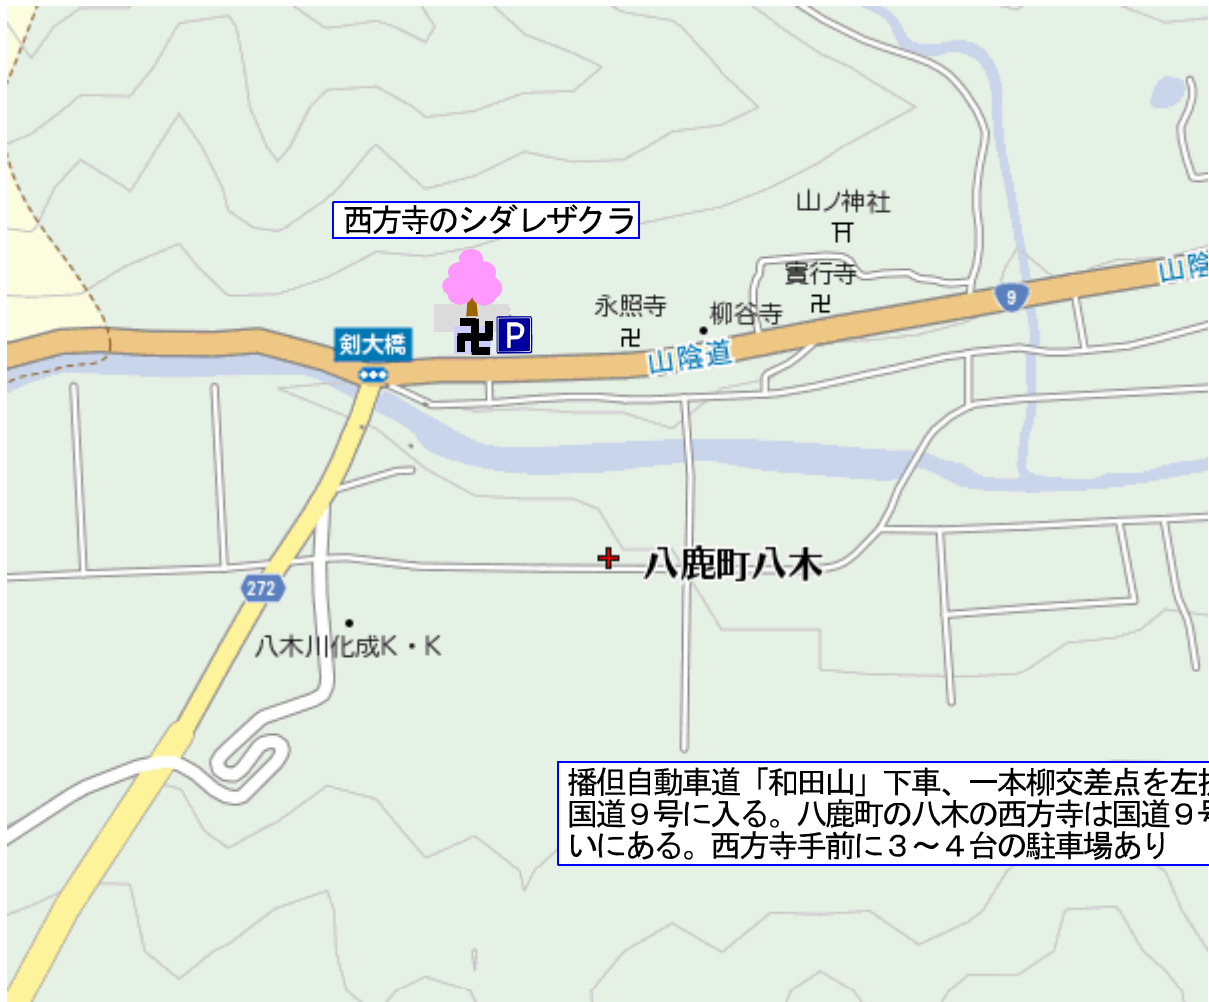 山ノ神社
西方寺のシダレザクラ
實行寺
山陰
9
永照寺
柳谷寺
P
剣大橋
山陰道
八鹿町八木
272
八木川化成K・K
播但自動車道「和田山」下車、一本柳交差点を左
国道９号に入る。八鹿町の八木の西方寺は国道９号
いにある。西方寺手前に３～４台の駐車場あり